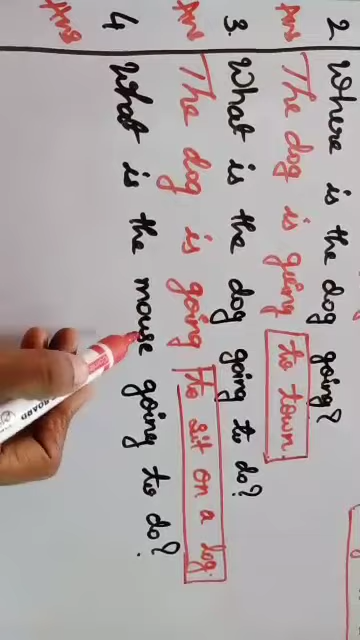 2. Where is the dog going?
Ans The dog is going to town.
3. What is the dog going to do?
Ans The dog is going to sit on a log.
4 What is the mouse going to do?
Ans